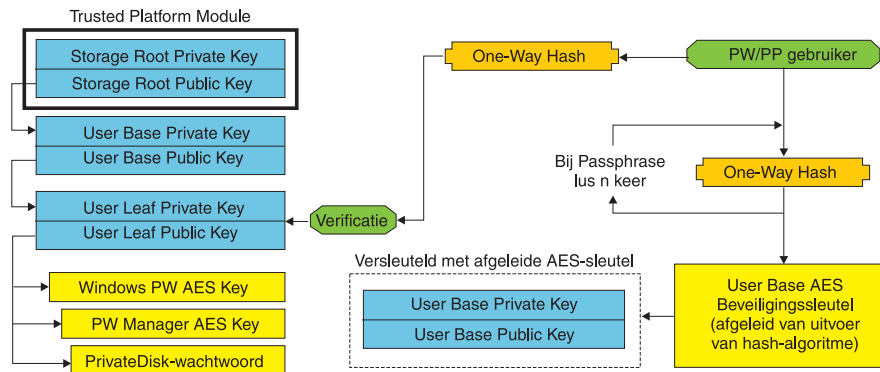 Trusted Platform Module
Storage Root Private Key
Storage Root Public Key
User Base Private Key
User Base Public Key
User Leaf Private Key
User Leaf Public Key
Windows PW AES Key
PW Manager AES Key
PrivateDisk-wachtwoord
One-Way Hash
Verificatie
PW/PP gebruiker
Bij Passphrase
lus n keer
One-Way Hash
Versleuteld met afgeleide AES-sleutel
User Base Private Key
User Base Public Key
User Base AES
Beveiligingssleutel
(afgeleid van uitvoer
van hash-algoritme)